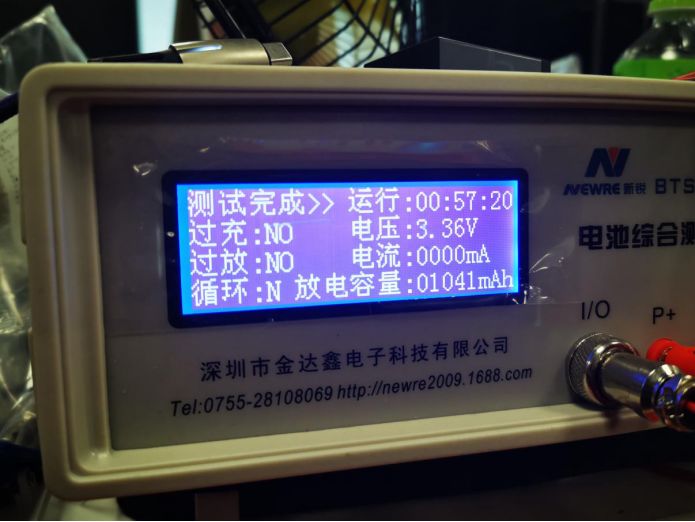 测试完成>> 运行:00:57:20
过充:NO 电压:3.36V
过放:NO 电流:0000mA
循环:N 放电容量:01041mAh
NEWRE 新锐 BTS
电池综合测
I/O P+
深圳市金达鑫电子科技有限公司
Tel:0755-28108069 http://newre2009.1688.com